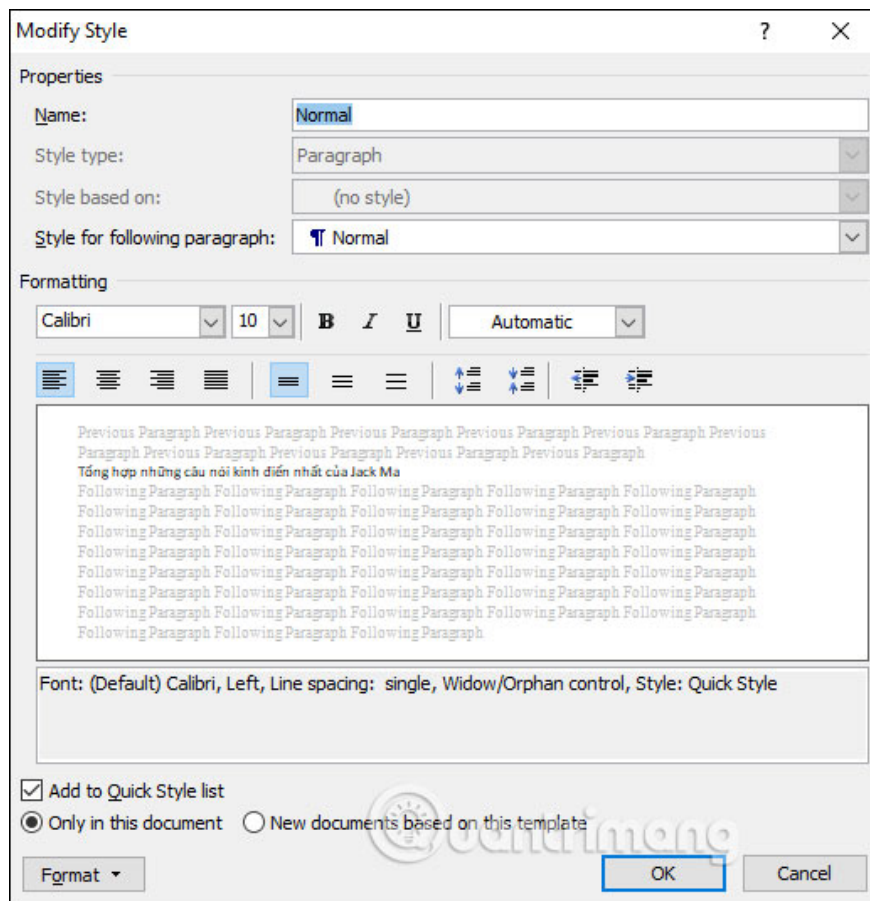 Modify Style ?
Properties
Name: Normal
Style type: Paragraph
Style based on: (no style)
Style for following paragraph: ¶ Normal
Formatting
Calibri 10 B I U Automatic
Previous Paragraph Previous Paragraph Previous Paragraph Previous Paragraph Previous Paragraph Previous
Paragraph Previous Paragraph Previous Paragraph Previous Paragraph Previous Paragraph
Tổng hợp những câu nói kinh điển nhất của Jack Ma
Following Paragraph Following Paragraph Following Paragraph Following Paragraph Following Paragraph
Following Paragraph Following Paragraph Following Paragraph Following Paragraph Following Paragraph
Following Paragraph Following Paragraph Following Paragraph Following Paragraph Following Paragraph
Following Paragraph Following Paragraph Following Paragraph Following Paragraph Following Paragraph
Following Paragraph Following Paragraph Following Paragraph Following Paragraph Following Paragraph
Following Paragraph Following Paragraph Following Paragraph Following Paragraph Following Paragraph
Following Paragraph Following Paragraph Following Paragraph Following Paragraph Following Paragraph
Following Paragraph Following Paragraph Following Paragraph
Font: (Default) Calibri, Left, Line spacing: single, Widow/Orphan control, Style: Quick Style
Add to Quick Style list
Only in this document New documents based on this template
Quantrimang
Format OK Cancel